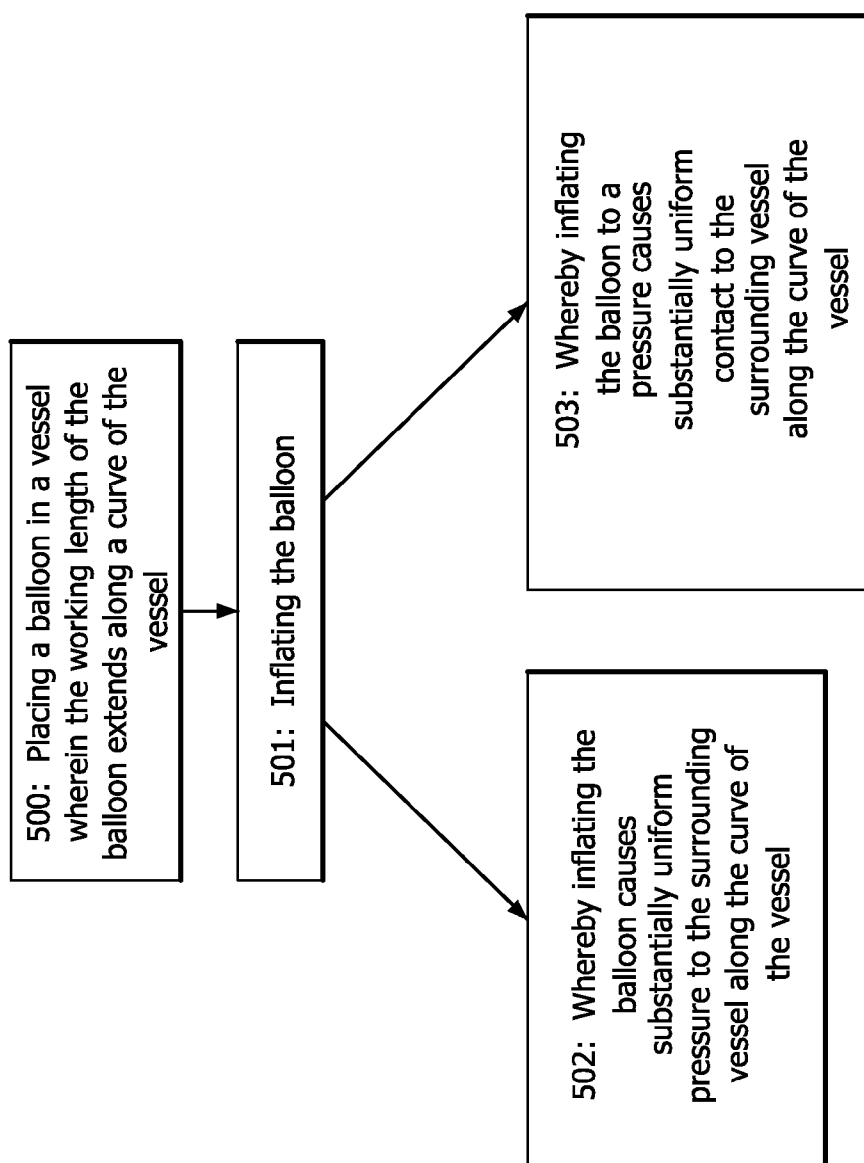 500: Placing a balloon in a vessel
wherein the working length of the
balloon extends along a curve of the
vessel
501: Inflating the balloon
502: Whereby inflating the
balloon causes
substantially uniform
pressure to the surrounding
vessel along the curve of
the vessel
503: Whereby inflating
the balloon to a
pressure causes
substantially uniform
contact to the
surrounding vessel
along the curve of the
vessel